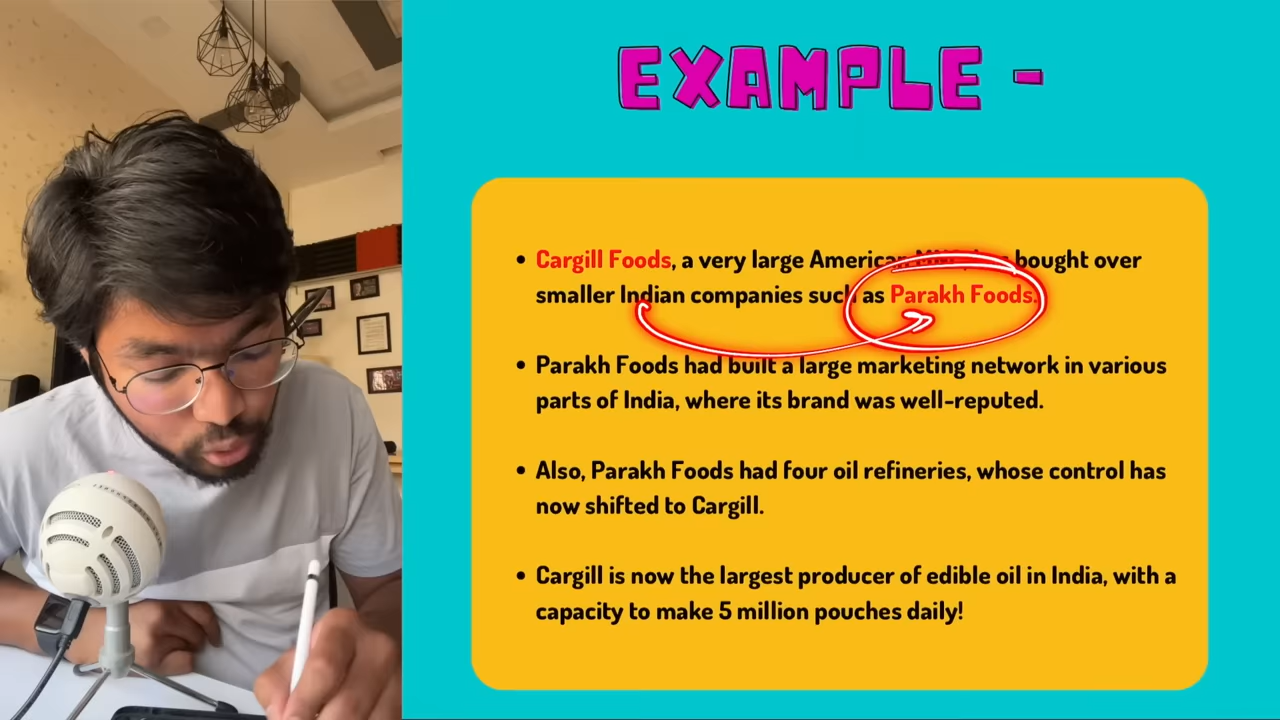 EXAMPLE -
• Cargill Foods, a very large American bought over
smaller Indian companies such as Parakh Foods.
• Parakh Foods had built a large marketing network in various
parts of India, where its brand was well-reputed.
• Also, Parakh Foods had four oil refineries, whose control has
now shifted to Cargill.
• Cargill is now the largest producer of edible oil in India, with a
capacity to make 5 million pouches daily!